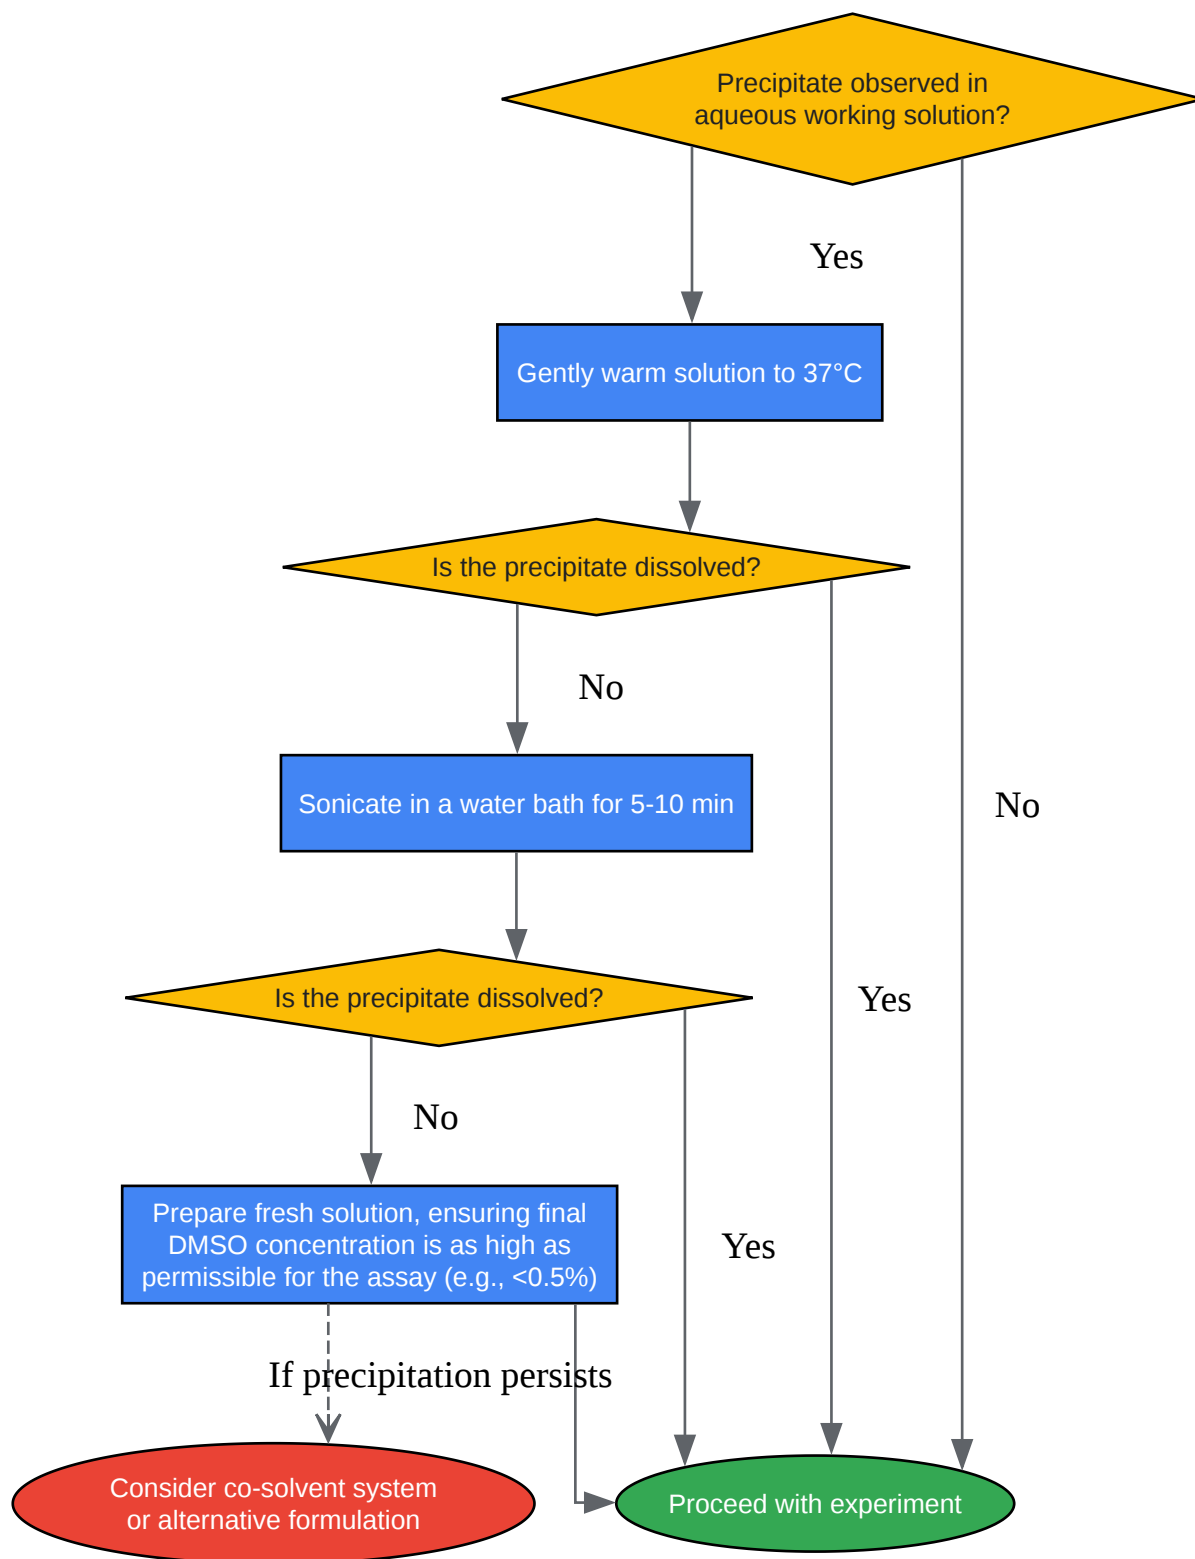 Precipitate observed in
aqueous working solution?
Yes
Gently warm solution to 37°C
Is the precipitate dissolved?
No
Sonicate in a water bath for 5-10 min
No
Is the precipitate dissolved?
Yes
No
Prepare fresh solution, ensuring final
DMSO concentration is as high as
permissible for the assay (e.g., <0.5%)
Yes
If precipitation persists
Consider co-solvent system
or alternative formulation
Proceed with experiment